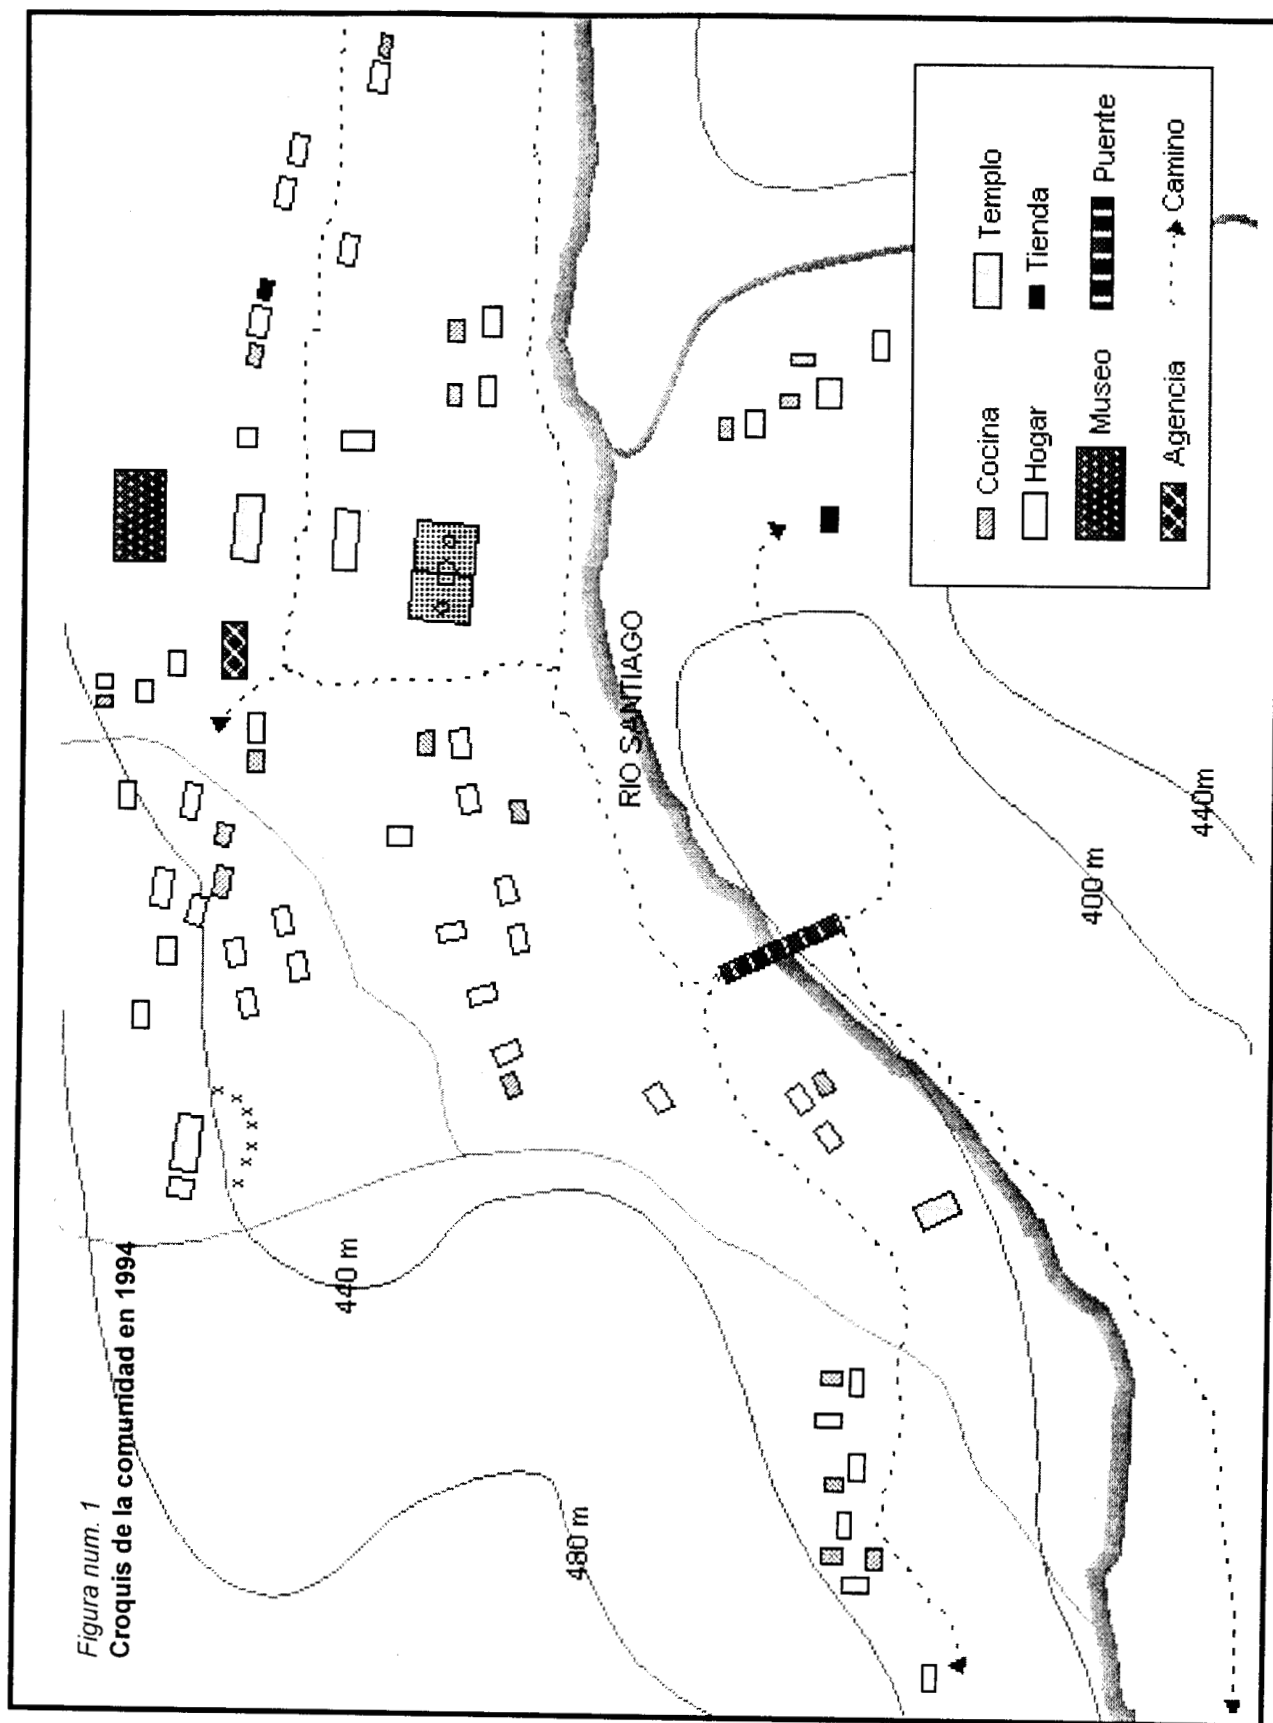 Figura num. 1
Croquis de la comunidad en 1994
440 m
480 m
RIO SANTIAGO
400 m
440m
Cocina
Hogar
Museo
Agencia
Templo
Tienda
Puente
Camino